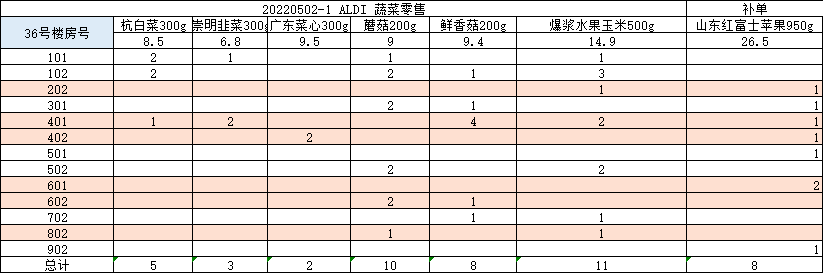 20220502-1 ALDI 蔬菜零售 补单
36号楼房号 杭白菜300g 崇明韭菜300g 广东菜心300g 蘑菇200g 鲜香菇200g 爆浆水果玉米500g 山东红富士苹果950g
8.5 6.8 9.5 9 9.4 14.9 26.5
101 2 1 1 1
102 2 2 1 3
202 1 1
301 2 1 1
401 1 2 4 2 1
402 2 1
501 1
502 2 2
601 2
602 2 1
702 1 1
802 1 1
902 1
总计 5 3 2 10 8 11 8